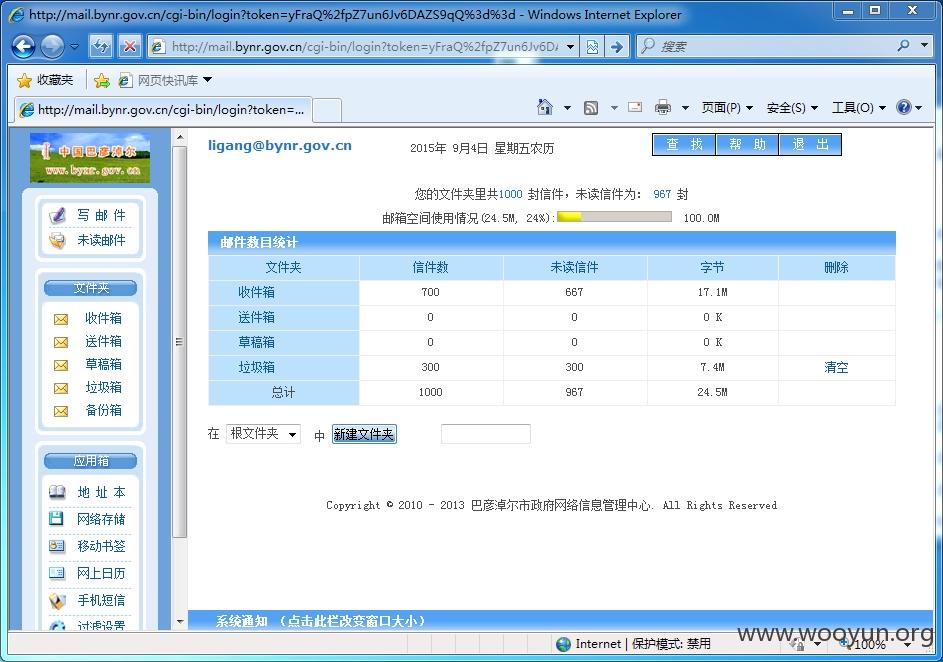 http://mail.bynr.gov.cn/cgi-bin/login?token=yFraQ%2fpZ7un6Jv6DAZS9qQ%3d%3d - Windows Internet Explorer
http://mail.bynr.gov.cn/cgi-bin/login?token=yFraQ%2fpZ7un6Jv6DA
搜索
收藏夹 网页快讯库
http://mail.bynr.gov.cn/cgi-bin/login?token=...
页面(P) 安全(S) 工具(O)
中国巴彦淖尔
www.bynr.gov.cn
写 邮 件
未读邮件
文件夹
收件箱
送件箱
草稿箱
垃圾箱
备份箱
应用箱
地 址 本
网络存储
移动书签
网上日历
手机短信
过滤设置
ligang@bynr.gov.cn
2015年 9月4日 星期五农历
查 找 帮 助 退 出
您的文件夹里共1000 封信件，未读信件为： 967 封
邮箱空间使用情况(24.5M, 24%): 100.0M
邮件数目统计
文件夹 信件数 未读信件 字节 删除
收件箱 700 667 17.1M
送件箱 0 0 0 K
草稿箱 0 0 0 K
垃圾箱 300 300 7.4M 清空
总计 1000 967 24.5M
在 根文件夹 中 新建文件夹
Copyright © 2010 - 2013 巴彦淖尔市政府网络信息管理中心. All Rights Reserved
系统通知 （点击此栏改变窗口大小）
Internet | 保护模式: 禁用
100%
www.wooyun.org